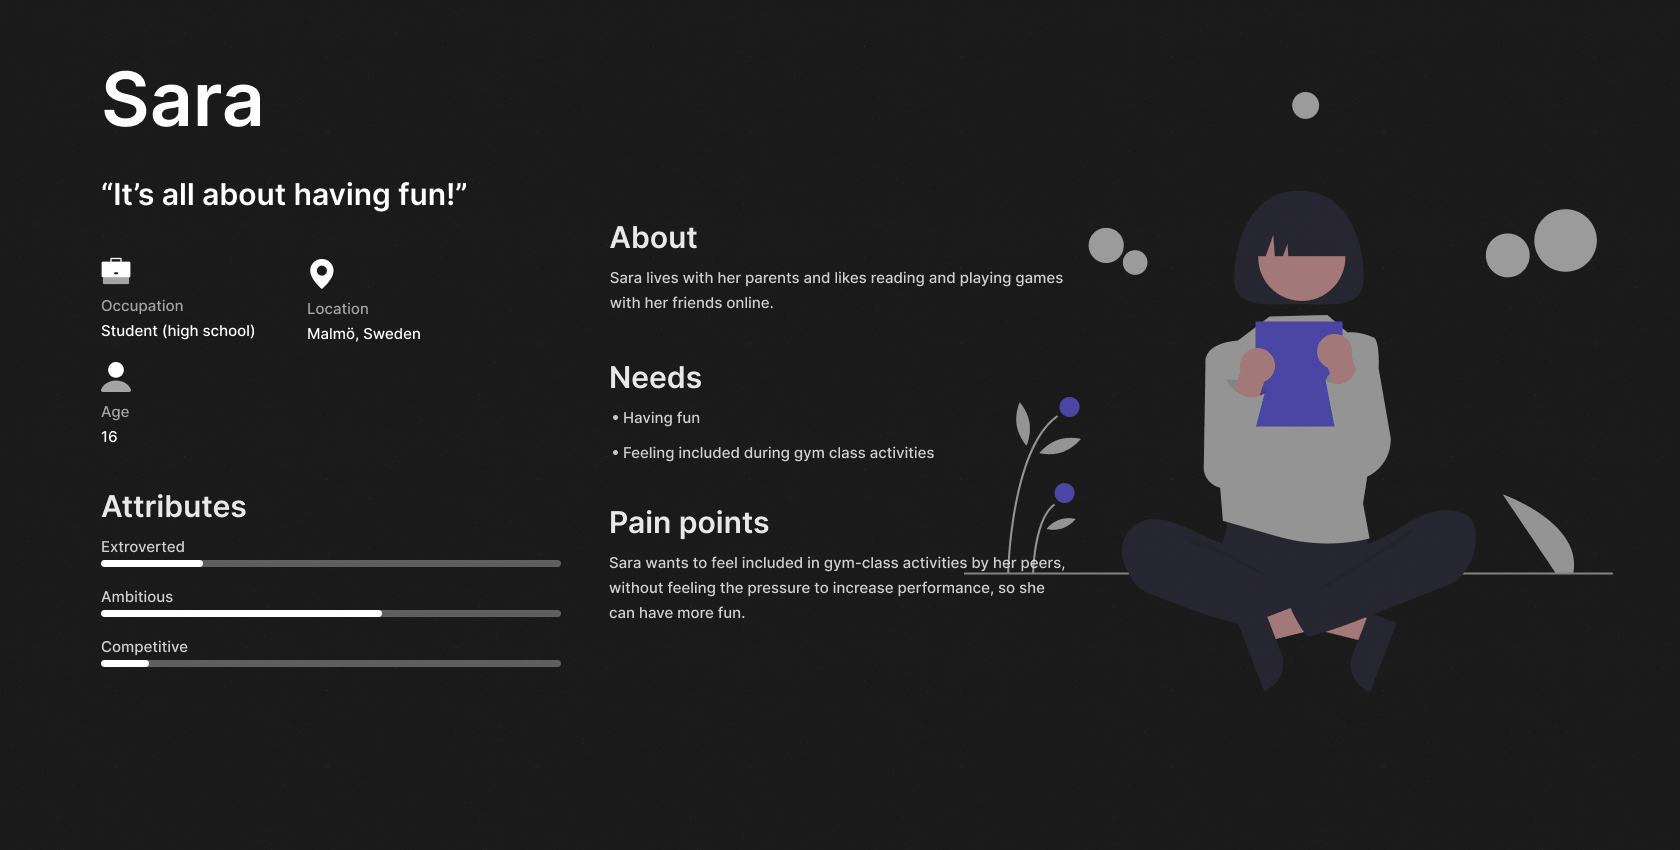 Sara
“It’s all about having fun!”
Occupation
Student (high school)
Location
Malmö, Sweden
Age
16
Attributes
Extroverted
Ambitious
Competitive
About
Sara lives with her parents and likes reading and playing games
with her friends online.
Needs
• Having fun
• Feeling included during gym class activities
Pain points
Sara wants to feel included in gym-class activities by her peers,
without feeling the pressure to increase performance, so she
can have more fun.